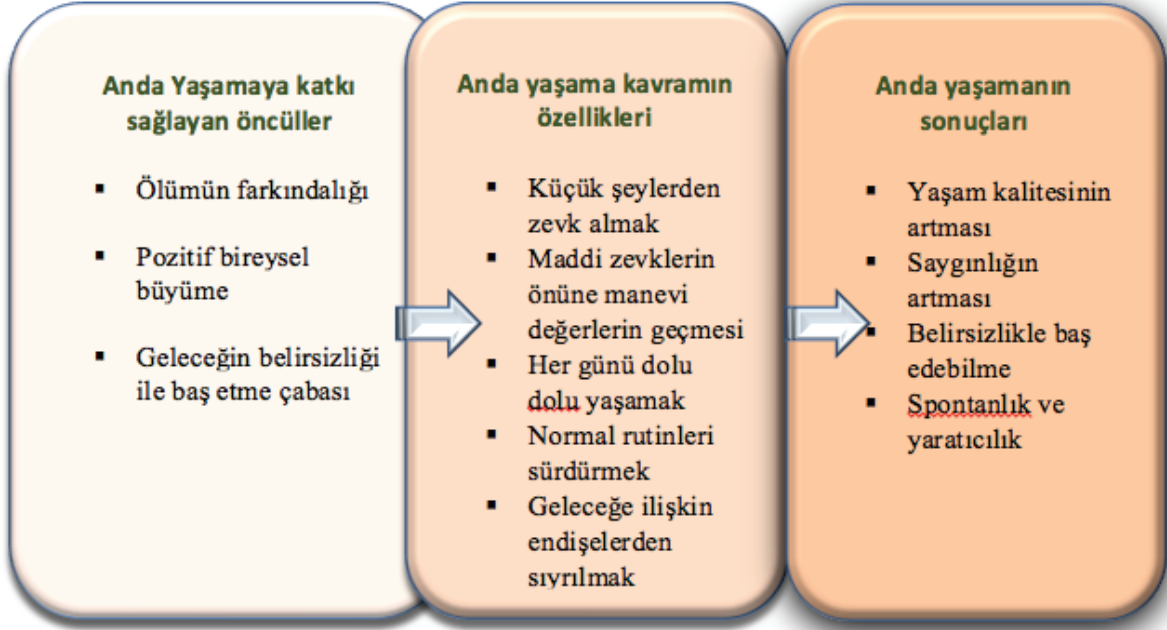 Anda Yaşamaya katkı
sağlayan öncüller
▪ Ölümün farkındalığı
▪ Pozitif bireysel
büyüme
▪ Geleceğin belirsizliği
ile baş etme çabası
Anda yaşama kavramın
özellikleri
▪ Küçük şeylerden
zevk almak
▪ Maddi zevklerin
önüne manevi
değerlerin geçmesi
▪ Her günü dolu
dolu yaşamak
▪ Normal rutinleri
sürdürmek
▪ Geleceğe ilişkin
endişelerden
sıyrılmak
Anda yaşamanın
sonuçları
▪ Yaşam kalitesinin
artması
▪ Saygınlığın
artması
▪ Belirsizlikle baş
edebilme
▪ Spontanlık ve
yaratıcılık